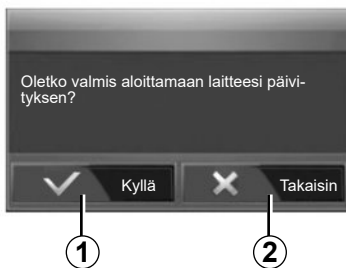 Oletko valmis aloittamaan laitteesi päivi-
tyksen?
Kyllä
Takaisin
1
2